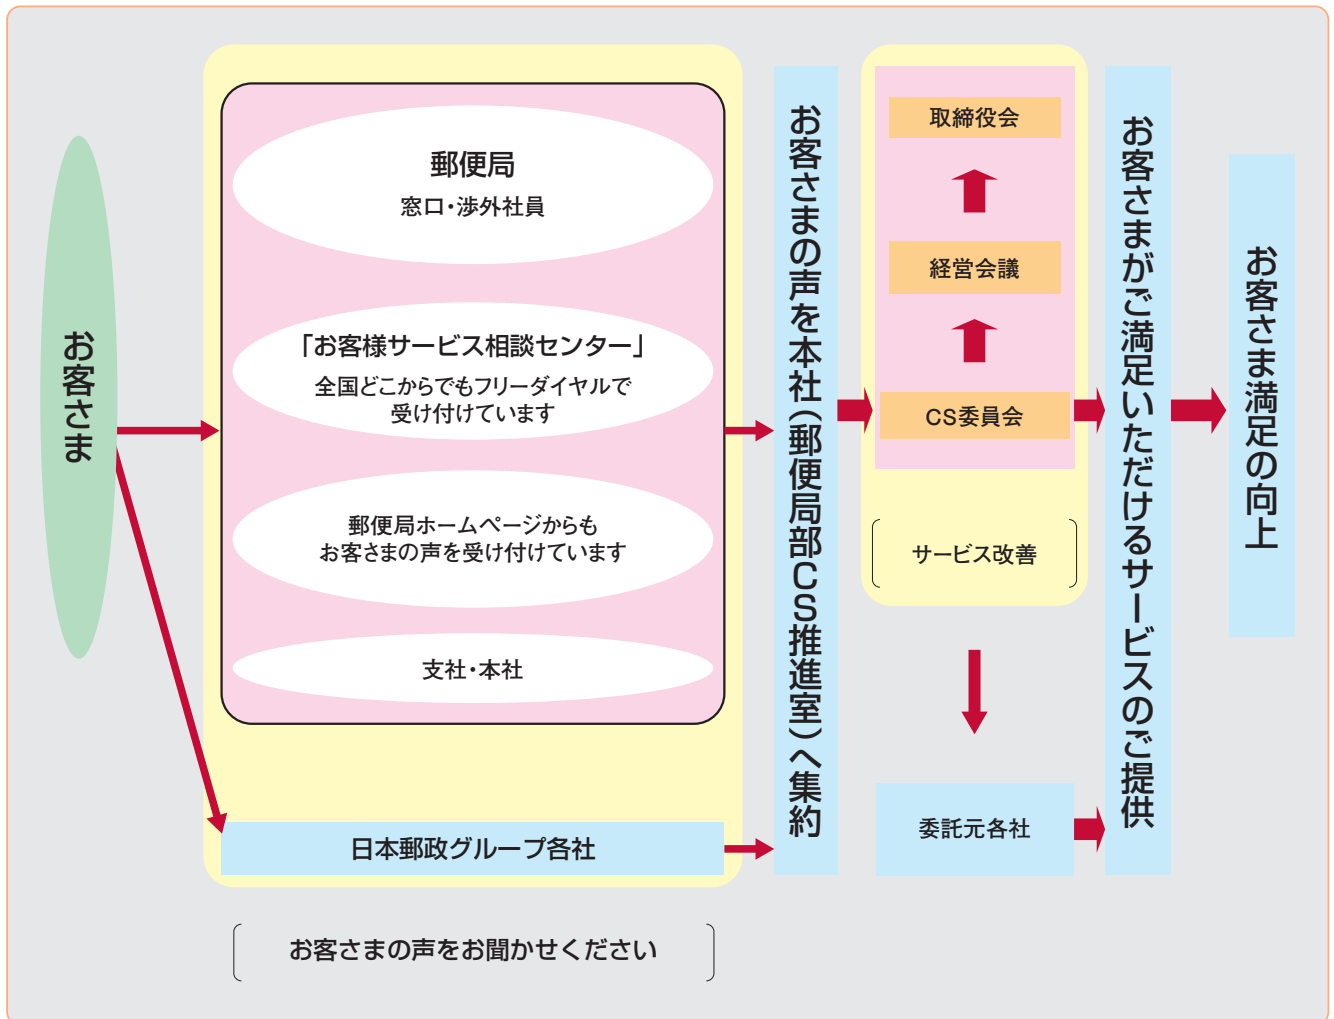 お客さま
郵便局
窓口・渉外社員
「お客様サービス相談センター」
全国どこからでもフリーダイヤルで
受け付けています
郵便局ホームページからも
お客さまの声を受け付けています
支社・本社
日本郵政グループ各社
お客さまの声をお聞かせください
お客さまの声を本社(郵便局部CS推進室)へ集約
取締役会
経営会議
CS委員会
サービス改善
委託元各社
お客さまがご満足いただけるサービスのご提供
お客さま満足の向上